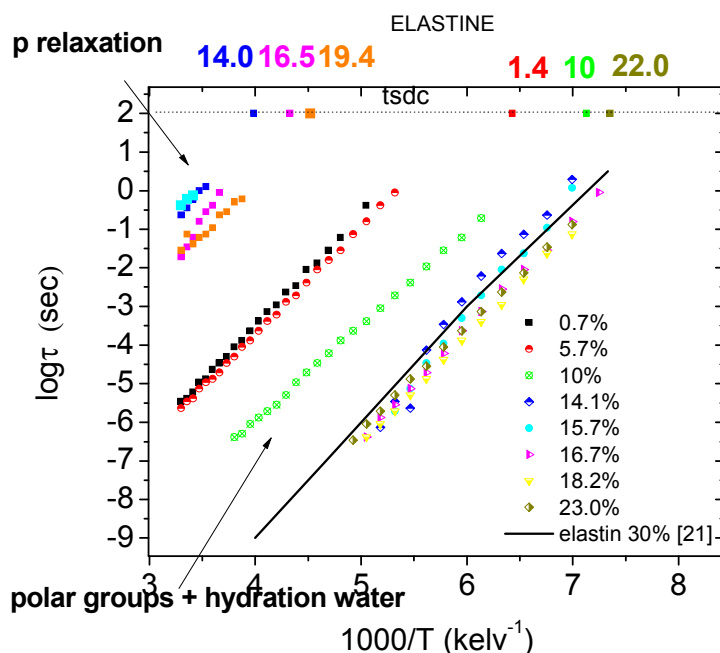 ELASTINE
p relaxation
14.0 16.5 19.4 1.4 10 22.0
tsdc
2
1
0
-1
-2
-3
-4
-5
-6
-7
-8
-9
logτ (sec)
0.7%
5.7%
10%
14.1%
15.7%
16.7%
18.2%
23.0%
elastin 30% [21]
3 4 5 6 7 8
polar groups + hydration water
1000/T (kelv⁻¹)